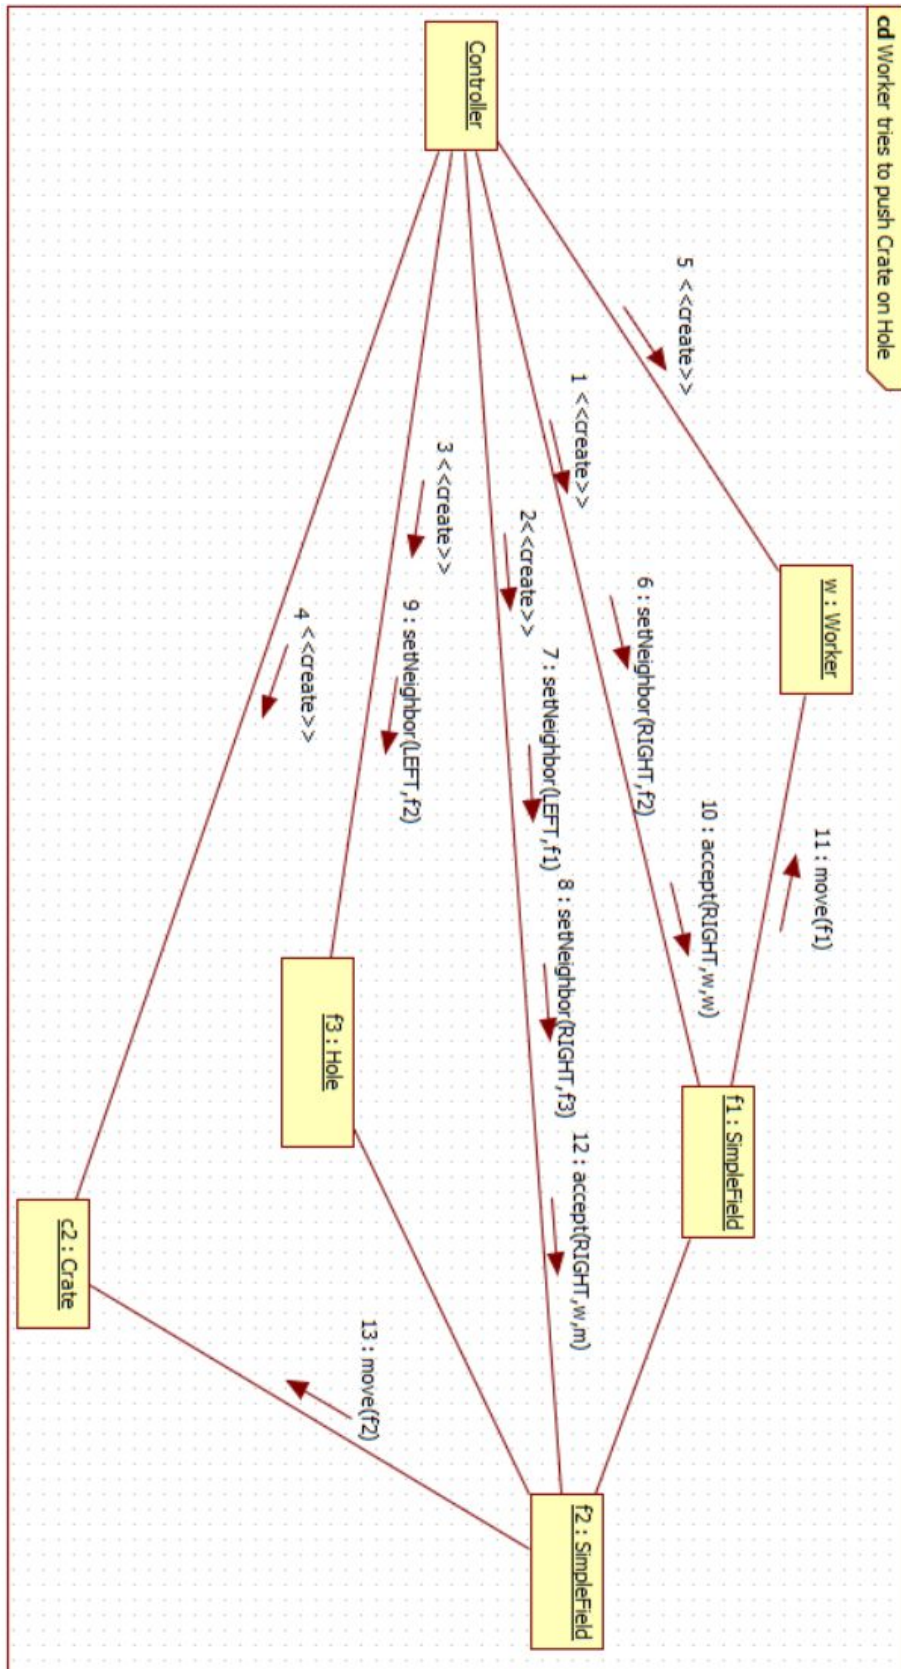 cd Worker tries to push Crate on Hole
Controller
w : Worker
5 <<create>>
11 : move(f1)
10 : accept(RIGHT,w,w)
1 <<create>>
6 : setNeighbor(RIGHT,f2)
f1 : SimpleField
2<<create>>
7 : setNeighbor(LEFT,f1)
8 : setNeighbor(RIGHT,f3)
12 : accept(RIGHT,w,m)
3 <<create>>
9 : setNeighbor(LEFT,f2)
f3 : Hole
f2 : SimpleField
4 <<create>>
13 : move(f2)
c2 : Crate